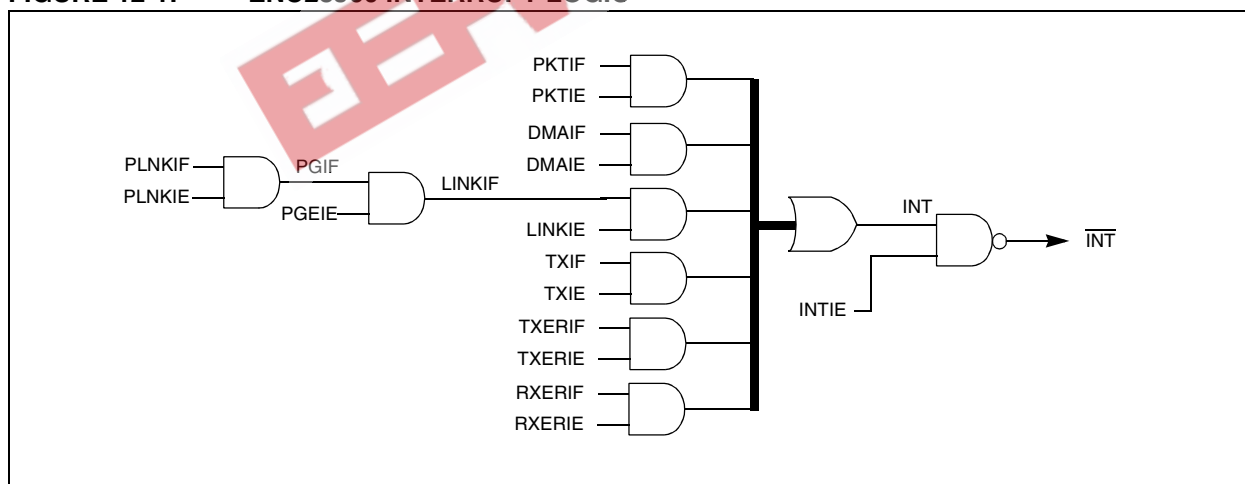 PKTIF
PKTIE
DMAIF
DMAIE
PLNKIF
PLNKIE
PGIF
PGEIE
LINKIF
LINKIE
TXIF
TXIE
TXERIF
TXERIE
RXERIF
RXERIE
INT
INTIE
INT